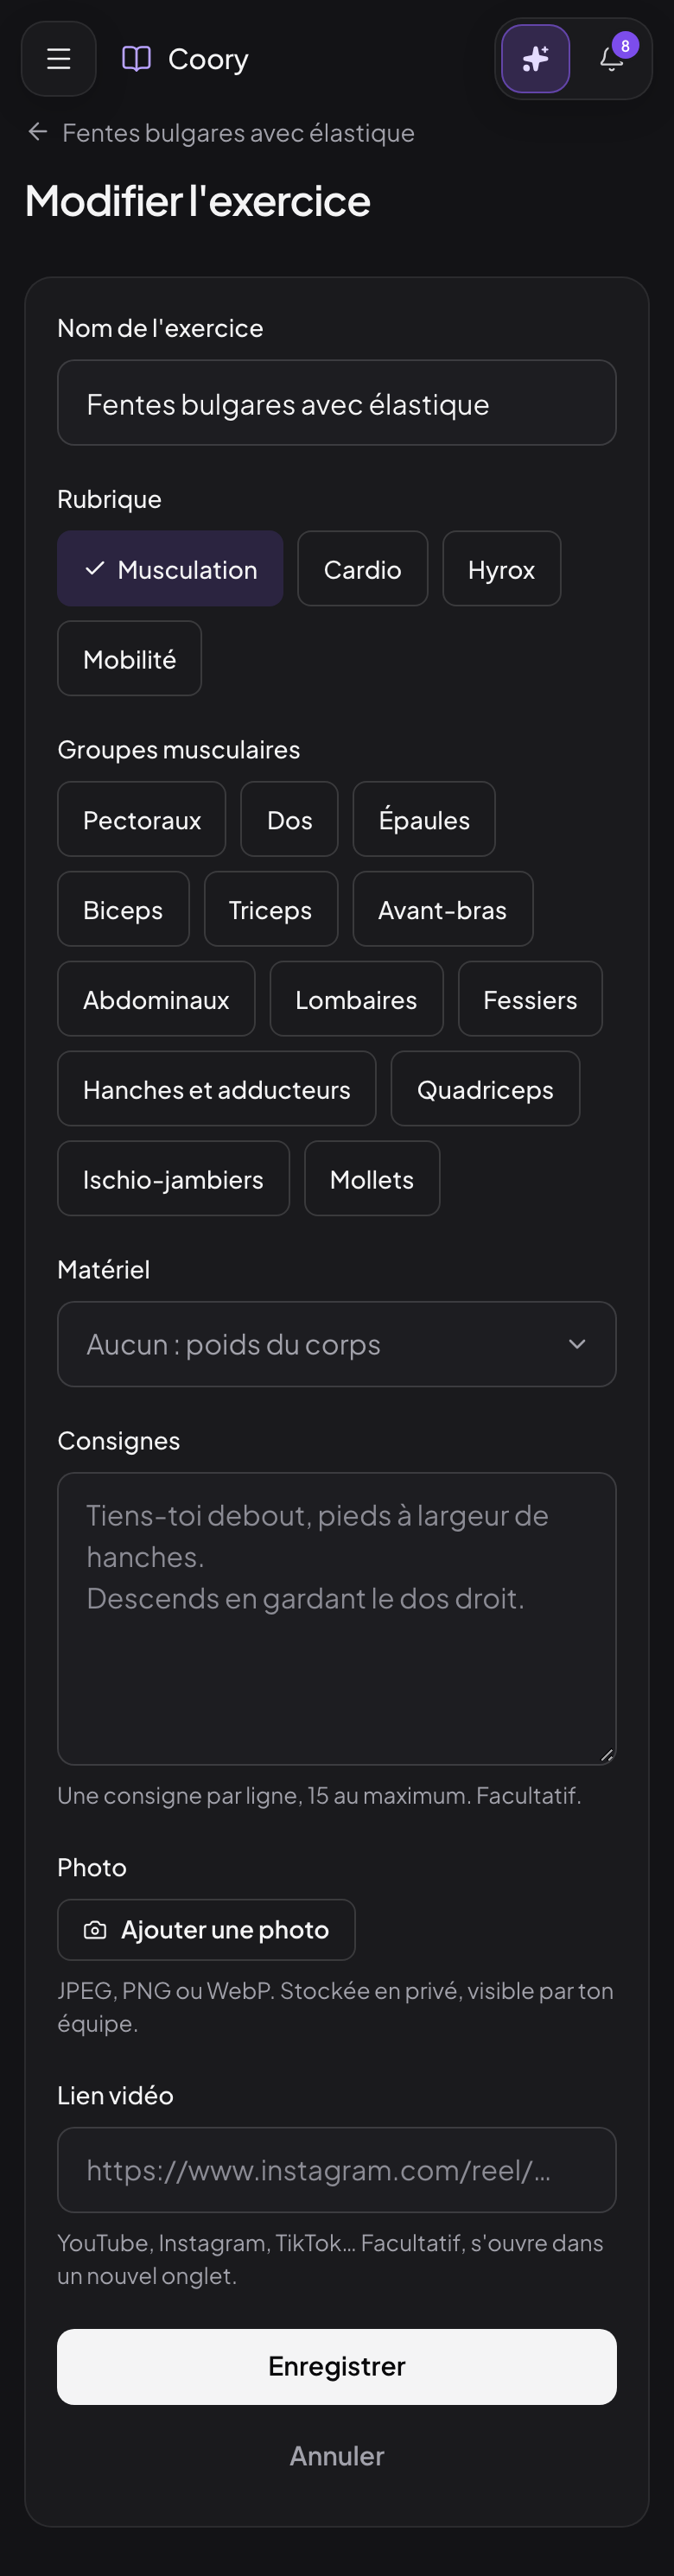 Coory
8
Fentes bulgares avec élastique
Modifier l'exercice
Nom de l'exercice
Fentes bulgares avec élastique
Rubrique
Musculation
Cardio
Hyrox
Mobilité
Groupes musculaires
Pectoraux
Dos
Épaules
Biceps
Triceps
Avant-bras
Abdominaux
Lombaires
Fessiers
Hanches et adducteurs
Quadriceps
Ischio-jambiers
Mollets
Matériel
Aucun : poids du corps
Consignes
Tiens-toi debout, pieds à largeur de
hanches.
Descends en gardant le dos droit.
Une consigne par ligne, 15 au maximum. Facultatif.
Photo
Ajouter une photo
JPEG, PNG ou WebP. Stockée en privé, visible par ton
équipe.
Lien vidéo
https://www.instagram.com/reel/…
YouTube, Instagram, TikTok… Facultatif, s'ouvre dans
un nouvel onglet.
Enregistrer
Annuler